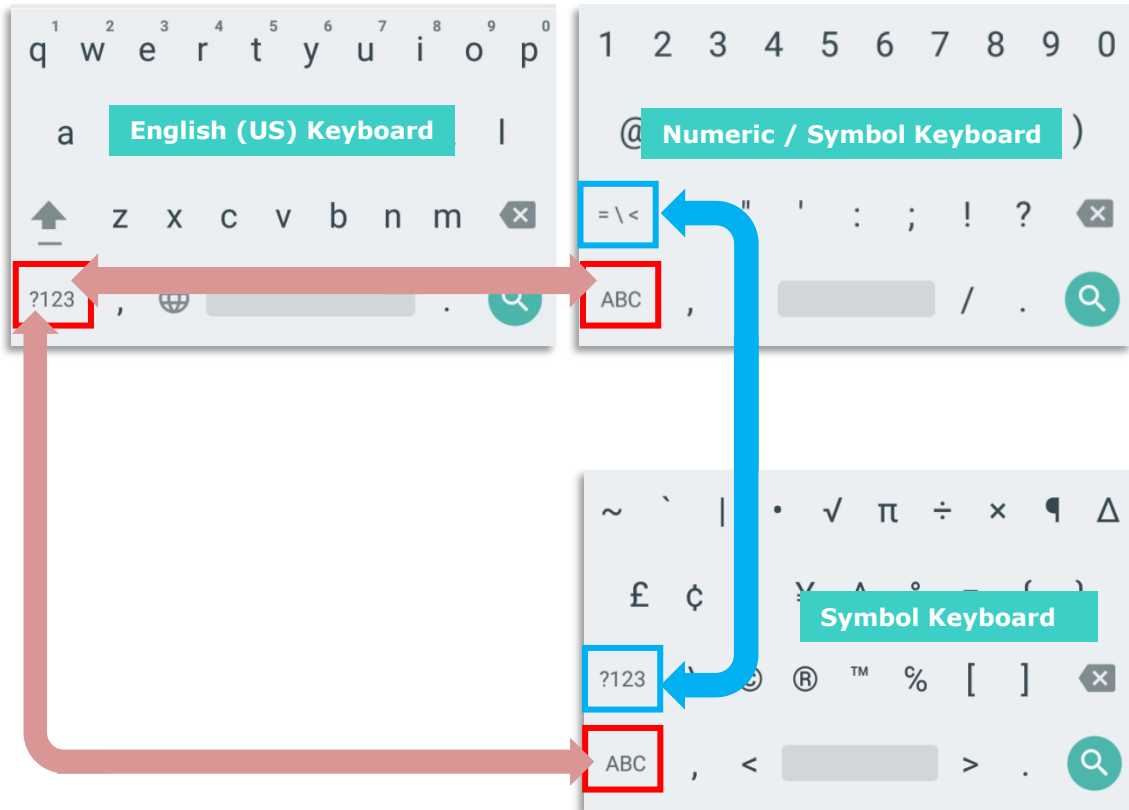 1 2 3 4 5 6 7 8 9 0
q w e r t y u i o p
a English (US) Keyboard l
z x c v b n m
?123 , .
1 2 3 4 5 6 7 8 9 0
@ Numeric / Symbol Keyboard )
= \ < " ' : ; ! ?
ABC , / .
~ ` | • √ π ÷ × ¶ Δ
£ ¢
Symbol Keyboard
?123 © ® ™ ℅ [ ]
ABC , < > .